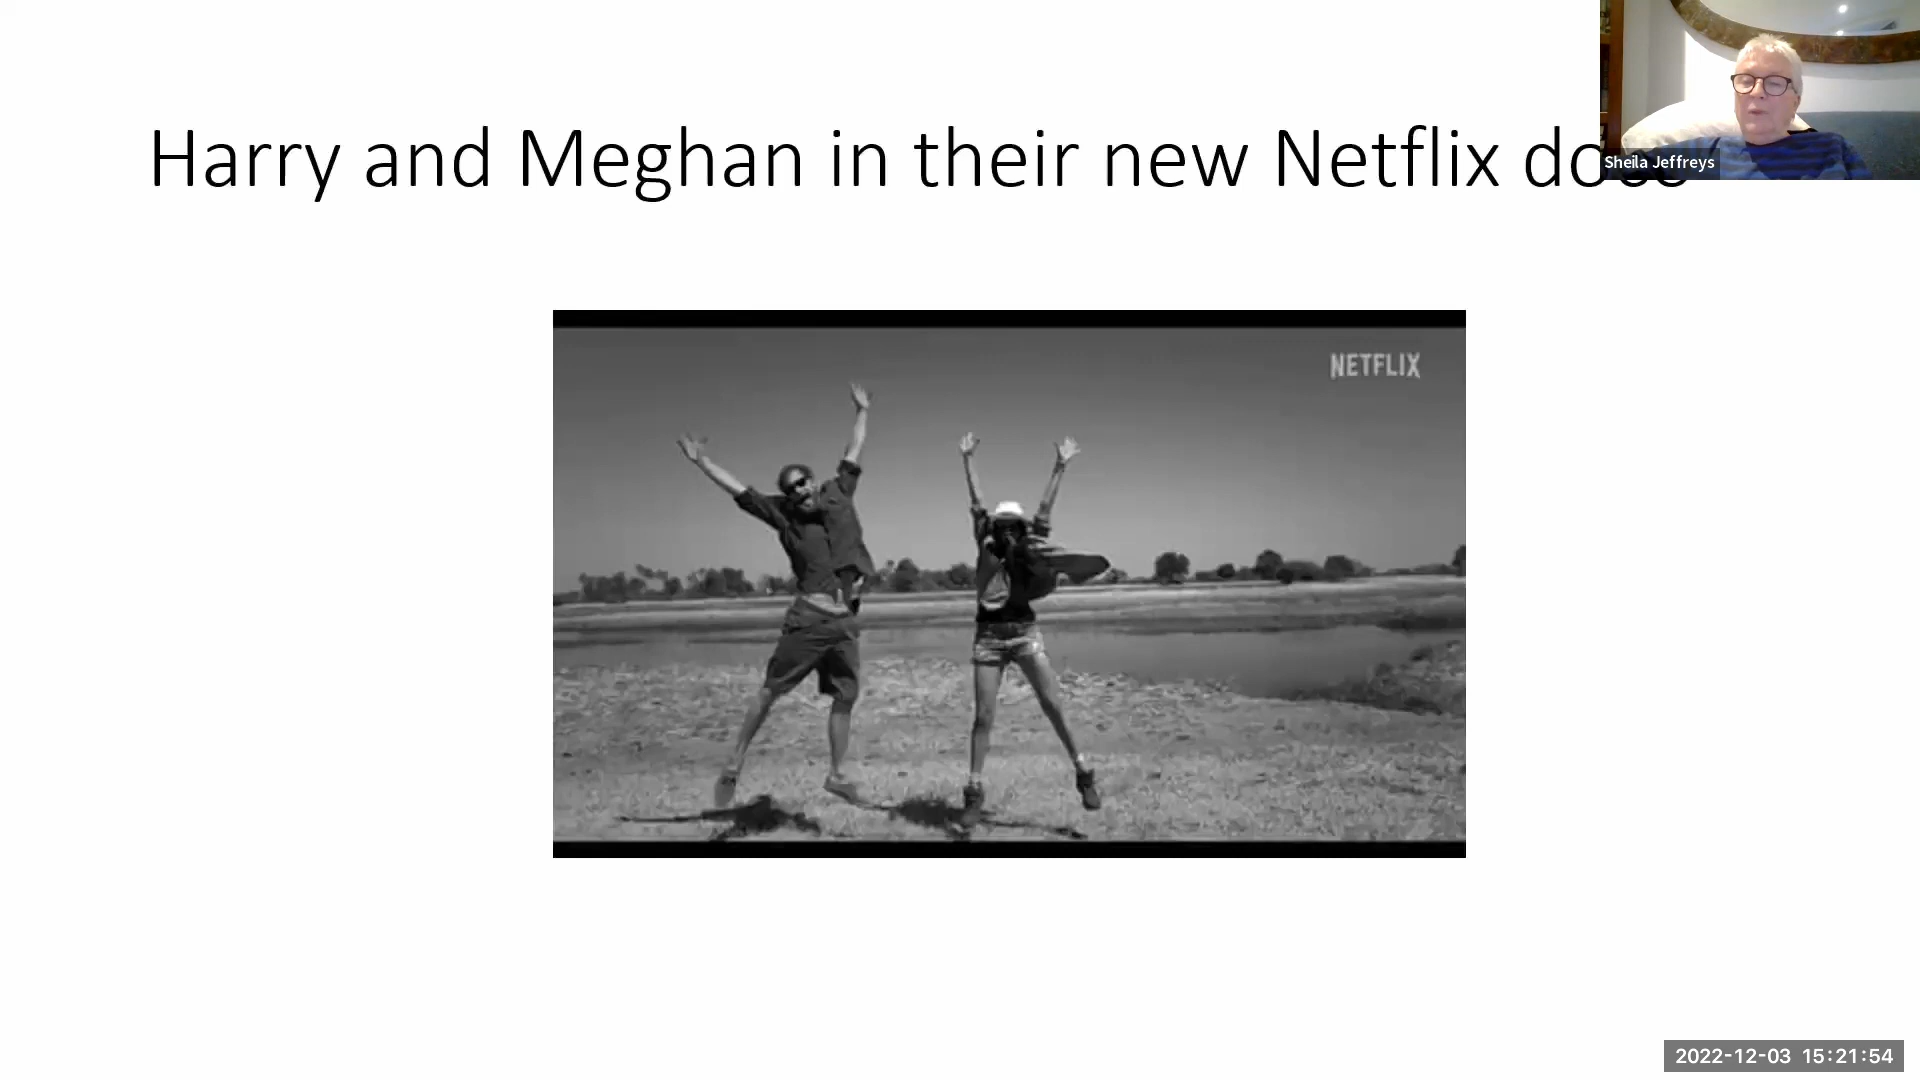 Harry and Meghan in their new Netflix
Sheila Jeffreys
NETFLIX
2022-12-03 15:21:54